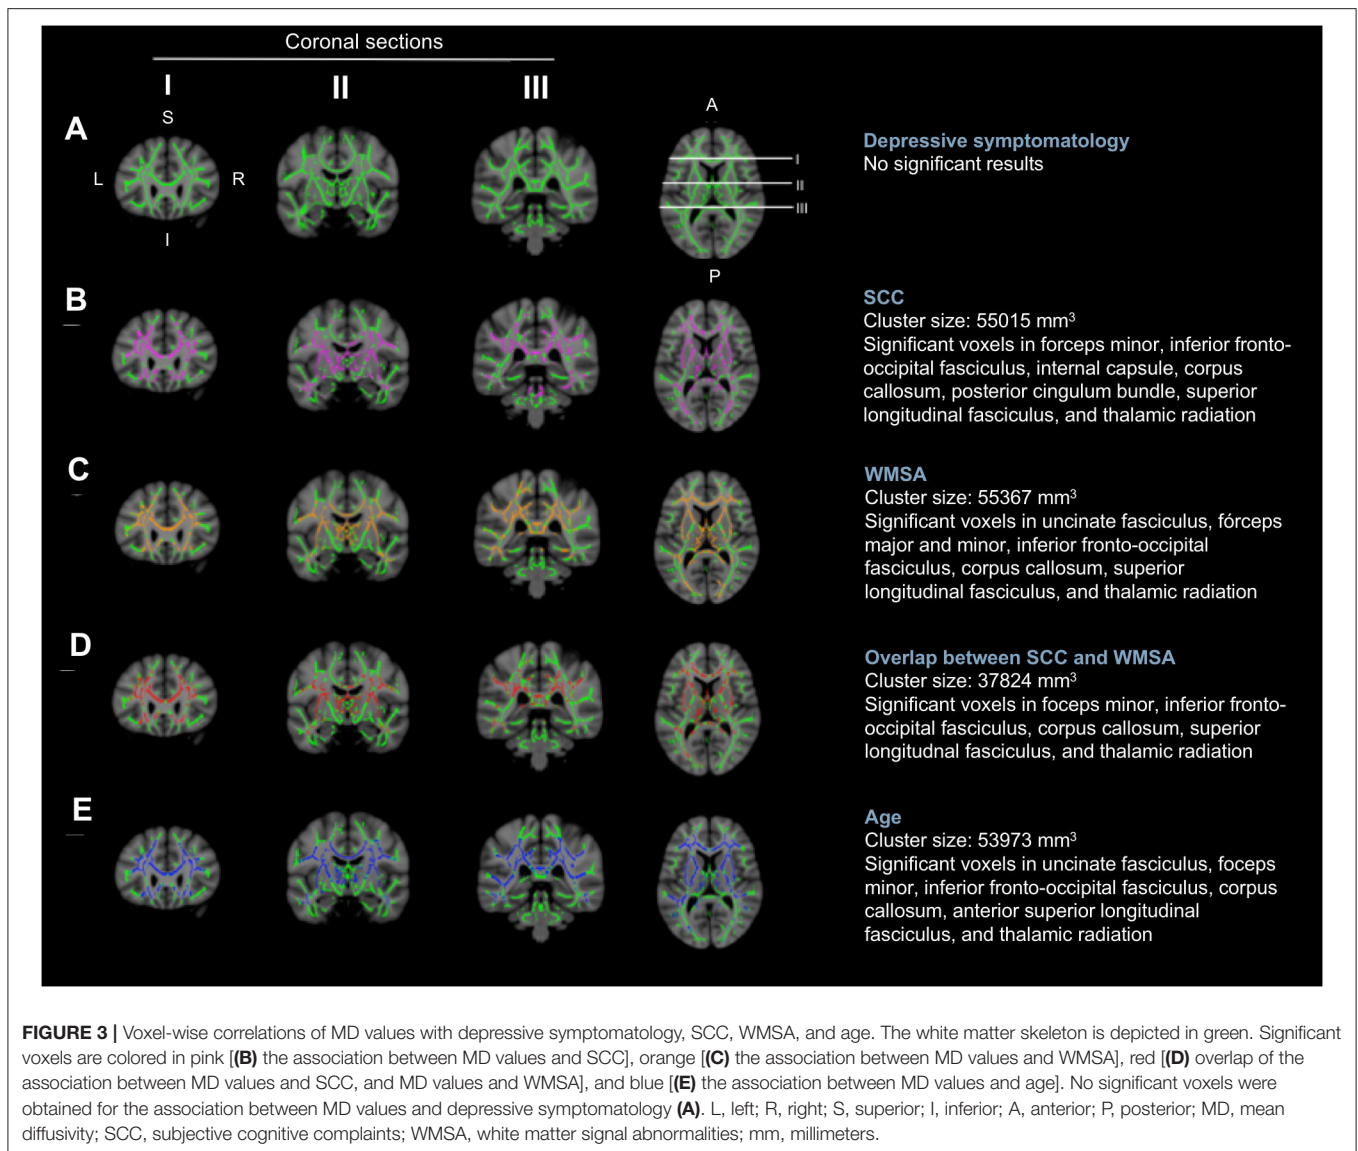 Coronal sections
I II III
A S A
L R I
II
III
I
P
Depressive symptomatology
No significant results
B
SCC
Cluster size: 55015 mm³
Significant voxels in forceps minor, inferior fronto-
occipital fasciculus, internal capsule, corpus
callosum, posterior cingulum bundle, superior
longitudinal fasciculus, and thalamic radiation
C
WMSA
Cluster size: 55367 mm³
Significant voxels in uncinate fasciculus, fórceps
major and minor, inferior fronto-occipital
fasciculus, corpus callosum, superior
longitudinal fasciculus, and thalamic radiation
D
Overlap between SCC and WMSA
Cluster size: 37824 mm³
Significant voxels in foceps minor, inferior fronto-
occipital fasciculus, corpus callosum, superior
longitudnal fasciculus, and thalamic radiation
E
Age
Cluster size: 53973 mm³
Significant voxels in uncinate fasciculus, foceps
minor, inferior fronto-occipital fasciculus, corpus
callosum, anterior superior longitudinal
fasciculus, and thalamic radiation
FIGURE 3 | Voxel-wise correlations of MD values with depressive symptomatology, SCC, WMSA, and age. The white matter skeleton is depicted in green. Significant
voxels are colored in pink [(B) the association between MD values and SCC], orange [(C) the association between MD values and WMSA], red [(D) overlap of the
association between MD values and SCC, and MD values and WMSA], and blue [(E) the association between MD values and age]. No significant voxels were
obtained for the association between MD values and depressive symptomatology (A). L, left; R, right; S, superior; I, inferior; A, anterior; P, posterior; MD, mean
diffusivity; SCC, subjective cognitive complaints; WMSA, white matter signal abnormalities; mm, millimeters.